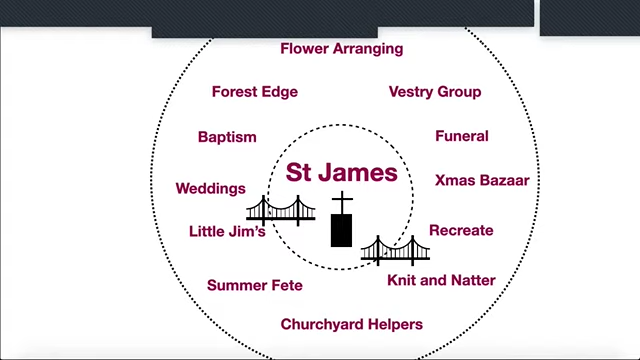 Flower Arranging
Forest Edge
Vestry Group
Baptism
Funeral
St James
Xmas Bazaar
Weddings
Little Jim's
Recreate
Summer Fete
Knit and Natter
Churchyard Helpers